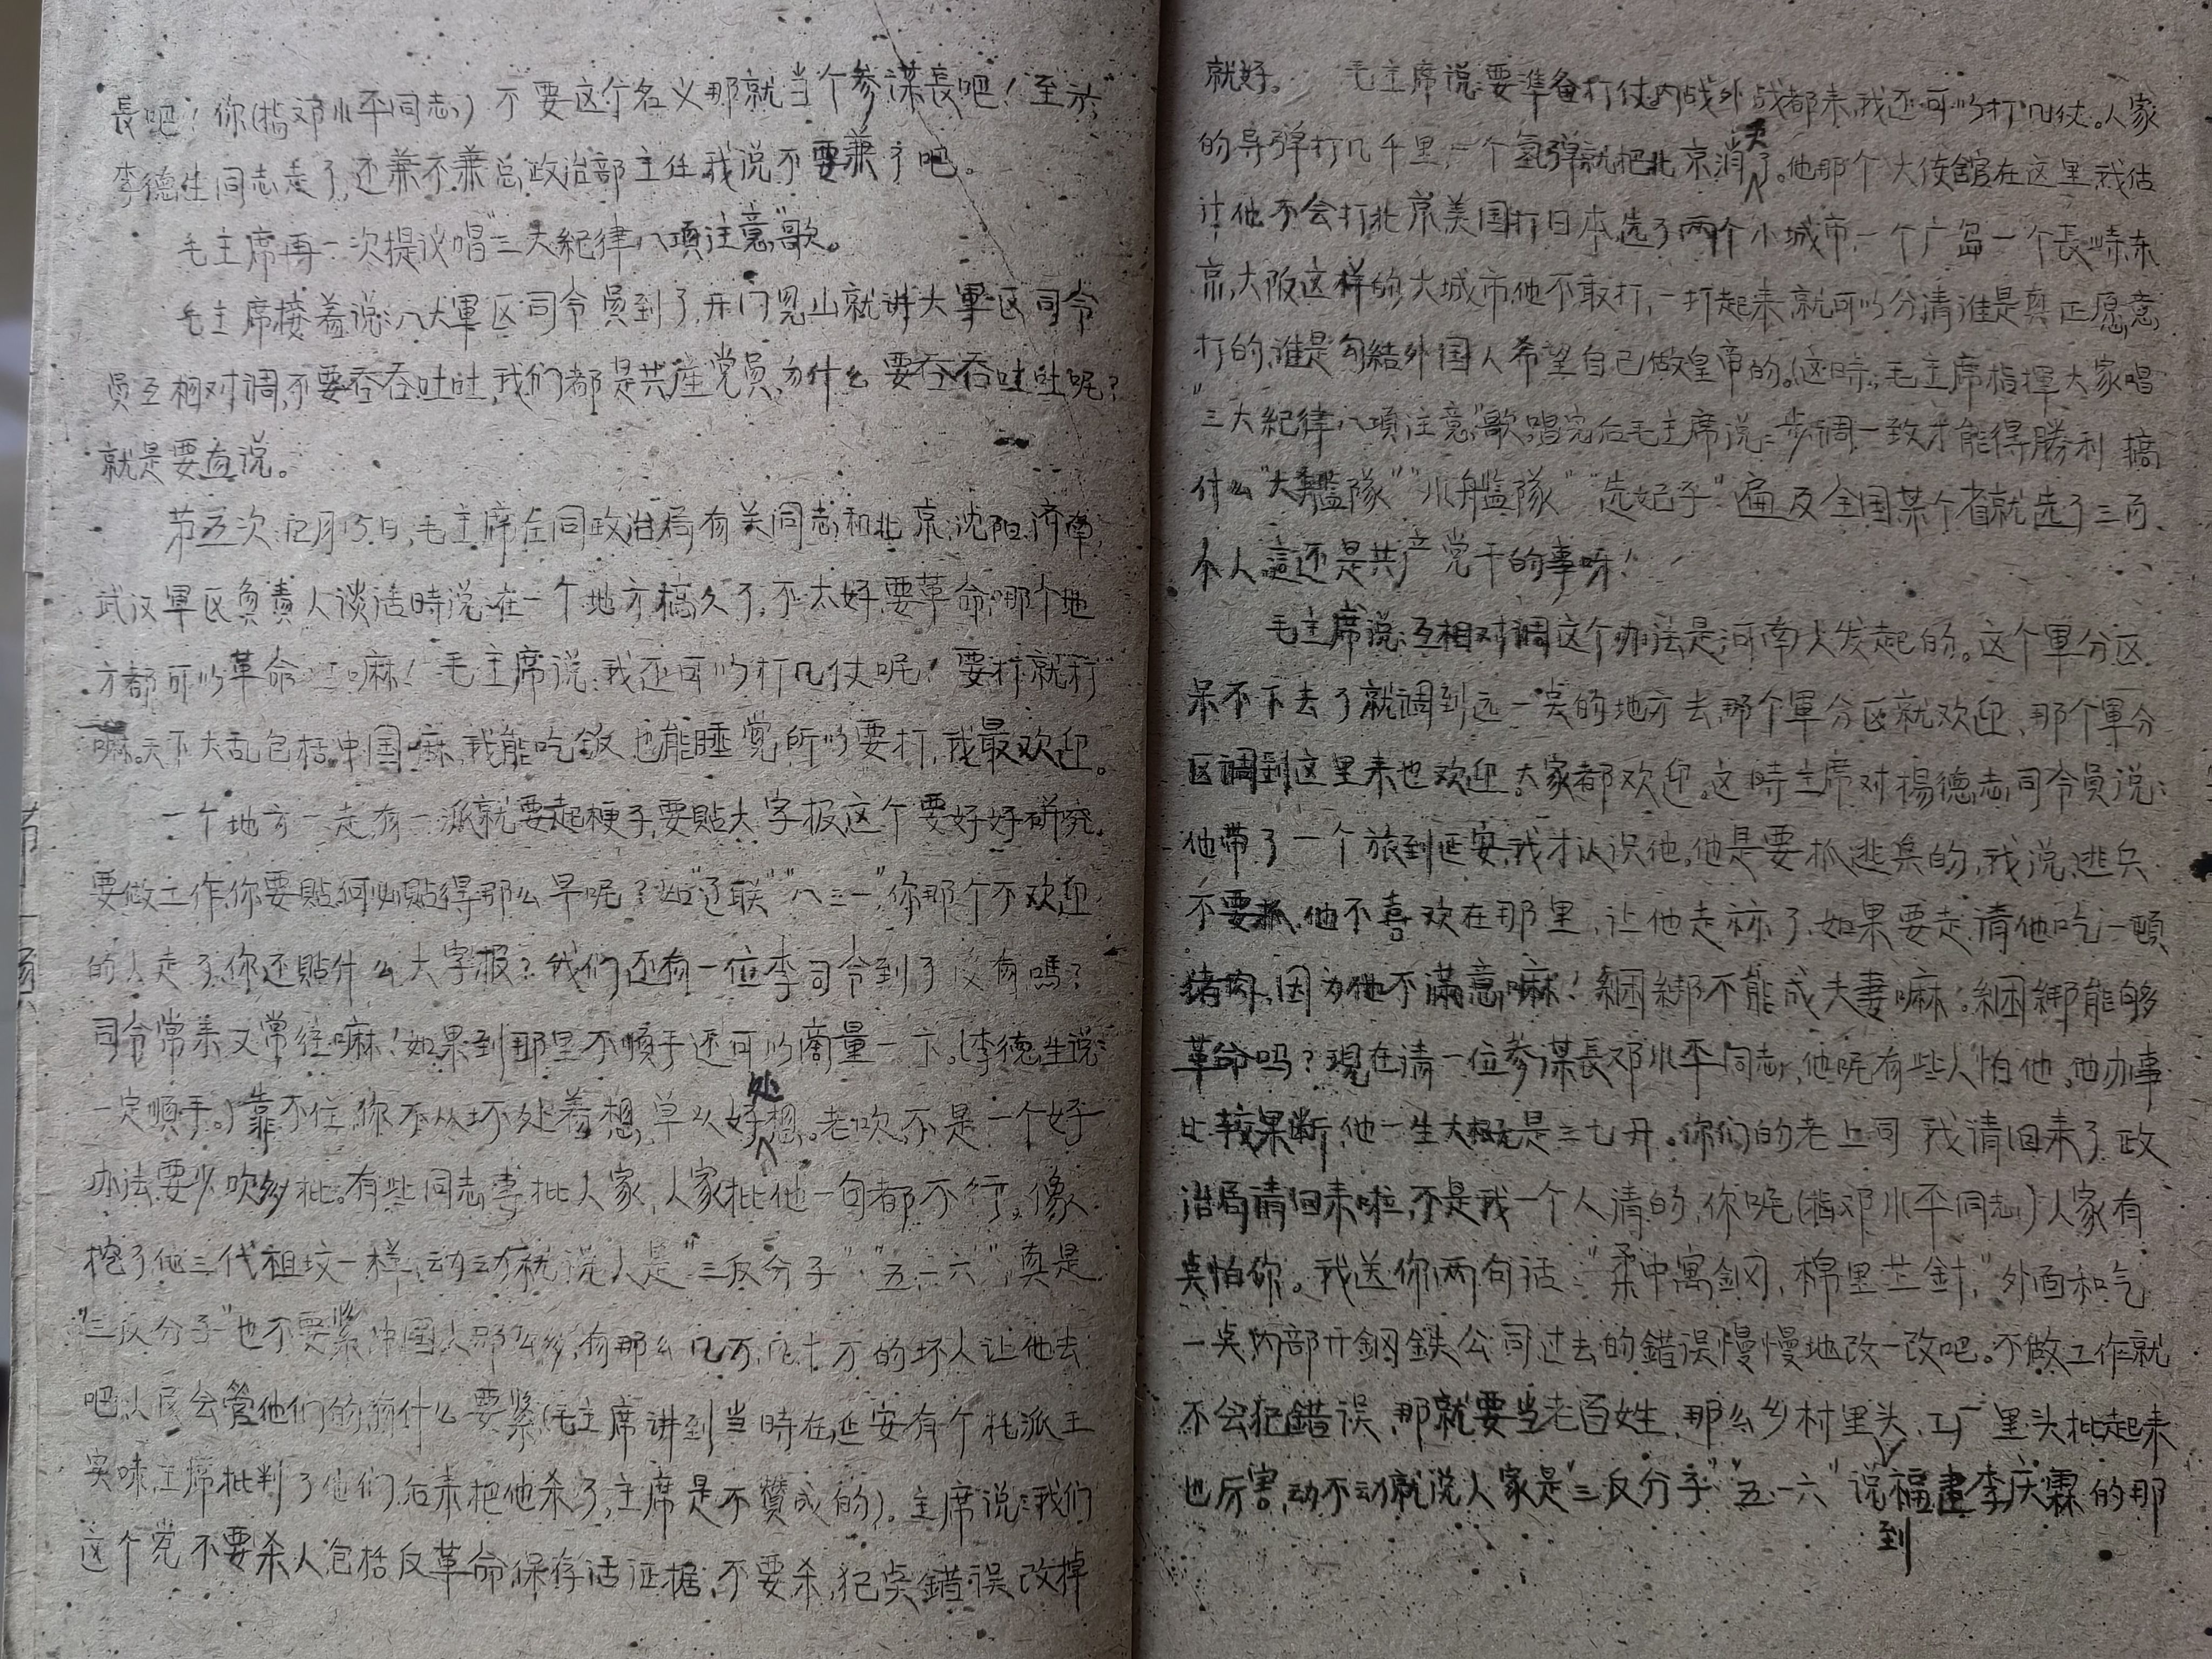 長吧！你(指邓小平同志)不要这个名义那就当个参谋長吧！至於
李德生同志走了,还兼不兼总政治部主任,我说不要兼了吧。
毛主席再一次提议唱"三大紀律八項注意"歌。
毛主席接着说:八大軍区司令員到了,开门见山就讲大軍区司令
員互相对调,不要吞吞吐吐,我们都是共産党員,为什么要吞吞吐吐呢?
就是要直说。
第五次:12月15日,毛主席在同政治局有关同志和北京、沈阳、济南、
武汉軍区負責人谈话時说:在一个地方搞久了,不太好,要革命,哪个地
方都可以革命嘛！毛主席说:我还可以打几仗呢！要打就打
嘛。天下大乱,包括中国嘛,我能吃飯也能睡觉,所以要打,我最欢迎。
一个地方一走有一派就要起梗子,要貼大字报,这个要好好研究,
要做工作,你要貼何必貼得那么早呢?如"辽联""八三一",你那个不欢迎
的人走了,你还貼什么大字报?我们还有一位李司令到了没有嗎?
司令常来又常往嘛！如果到那里不順手还可以商量一下。(李德生说:
一定順手。)靠不住,你不从坏处着想,单从好处想。老吹,不是一个好
办法,要少吹多批。有些同志专批人家,人家批他一句都不行。像
挖了他三代祖坟一样,动不动就说人是"三反分子""五·一六",真是
"三反分子"也不要紧,中国人那么多,有那么几万,几十万的坏人让他去
吧,人民会管他们的,有什么要紧(毛主席讲到当時在延安有个托派王
实味,主席批判了他们,后来把他杀了,主席是不贊成的)。主席说:我们
这个党不要杀人,包括反革命,保存活证据,不要杀,犯点錯误改掉
就好。 毛主席说:要準备打仗,内战外战都来,我还可以打几仗。人家
的导弹打几千里,一个氢弹就把北京消灭了。他那个大使館在这里,我估
计他不会打北京,美国打日本选了两个小城市,一个广岛一个長崎,东
京,大阪这样的大城市他不敢打,一打起来,就可以分清谁是真正愿意
打的,谁是勾結外国人希望自己做皇帝的。(这時,毛主席指揮大家唱
"三大紀律八項注意"歌,唱完后毛主席说:步调一致才能得勝利,搞
什么"大艦隊""小艦隊""选妃子"遍及全国,某个省就选了三百
个人,這还是共产党干的事呀！
毛主席说:互相对调这个办法是河南人发起的。这个軍分区
呆不下去了就调到远一点的地方去,那个軍分区就欢迎,那个軍分
区调到这里来也欢迎,大家都欢迎。这時主席对楊德志司令員说:
他带了一个旅到延安,我才认识他,他是要抓逃兵的,我说,逃兵
不要抓,他不喜欢在那里,让他走就了,如果要走,请他吃一頓
猪肉,因为他不滿意嘛！綑綁不能成夫妻嘛！綑綁能够
革命吗?現在请一位参谋長邓小平同志,他呢有些人怕他,他办事
比较果断,他一生大概是三七开。你们的老上司,我请回来了,政
治局请回来啦,不是我一个人请的,你呢(指邓小平同志)人家有
点怕你。我送你两句话:"柔中寓鋼,棉里芷針,"外面和气
一点,内部廾鋼鉄公司,过去的錯误慢慢地改一改吧。不做工作就
不会犯錯误,那就要当老百姓,那么乡村里头,工厂里头批起来
也厉害,动不动就说人家是"三反分子""五·一六"说到福建李庆霖的那